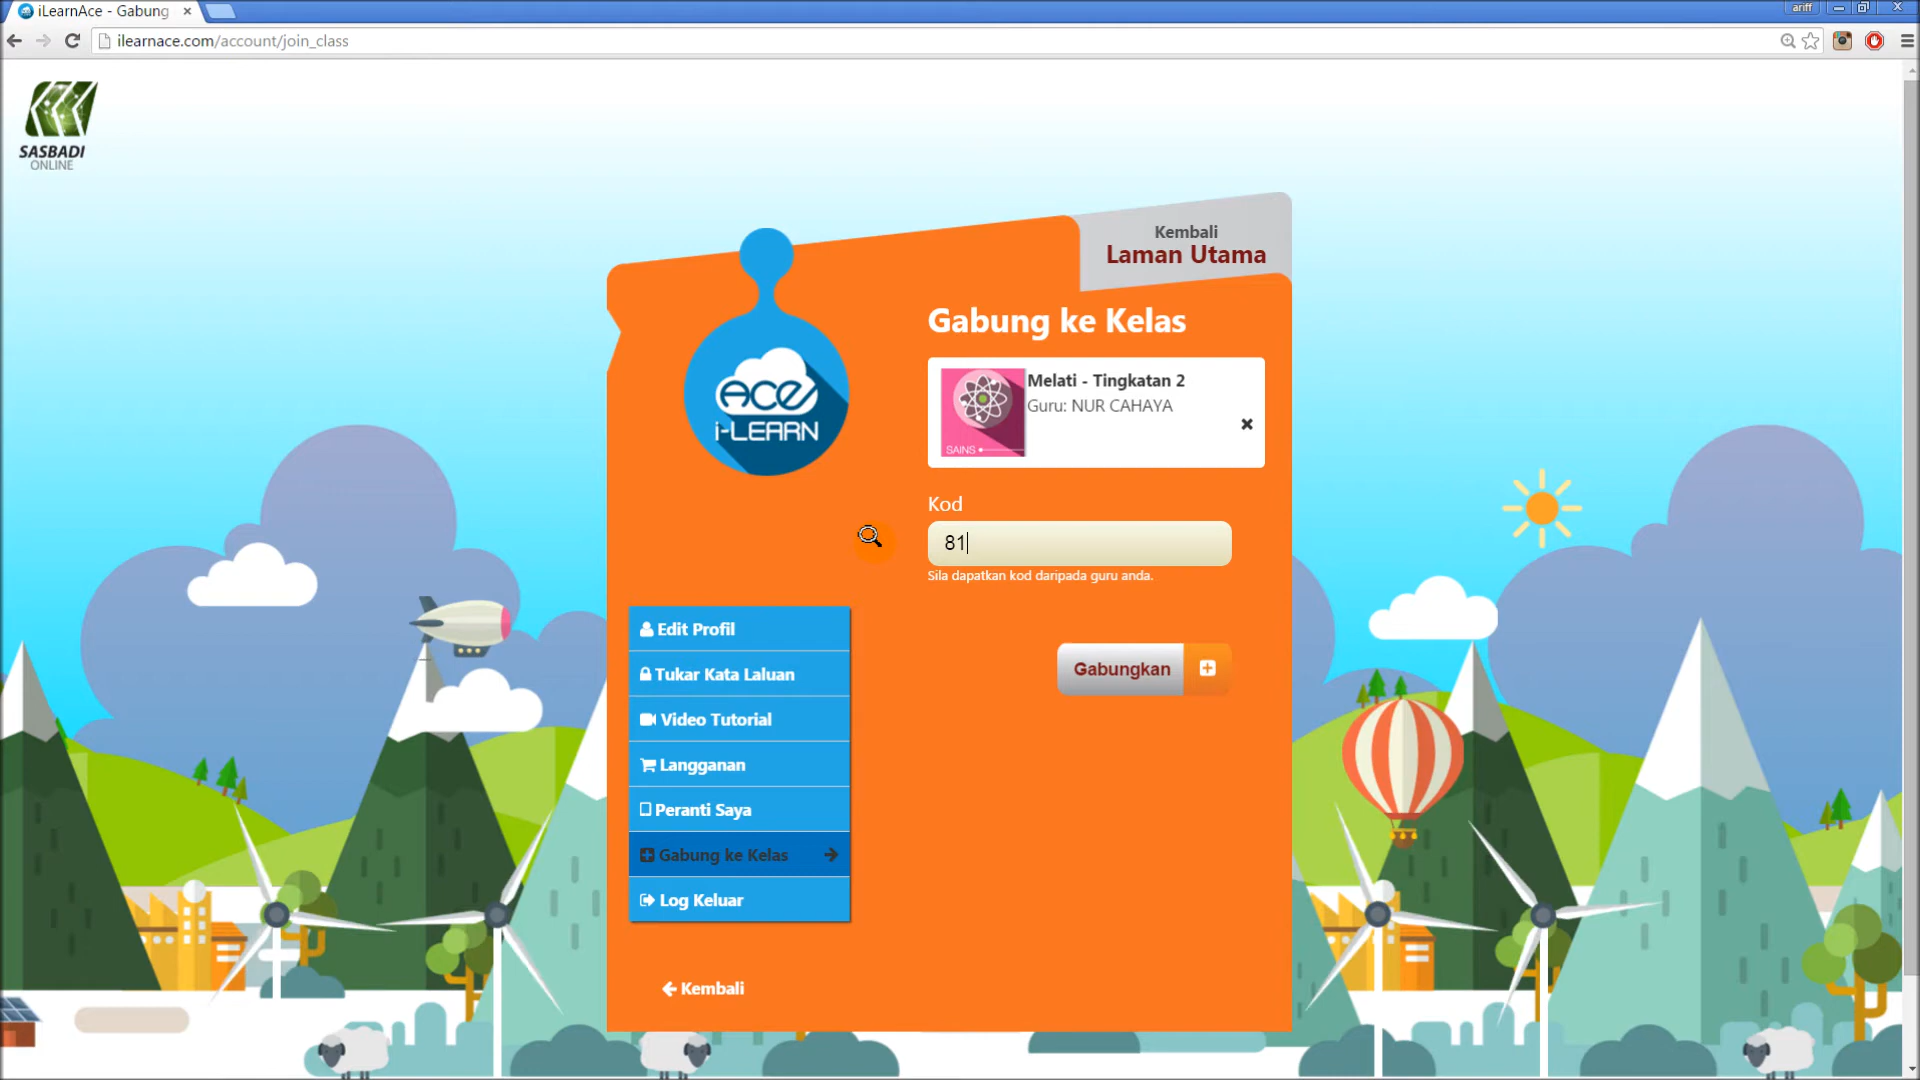 iLearnAce - Gabung
ariff
ilearnace.com/account/join_class
SASBADI
ONLINE
Kembali
Laman Utama
ACE
i-LEARN
Gabung ke Kelas
Melati - Tingkatan 2
Guru: NUR CAHAYA
SAINS
Kod
81
Sila dapatkan kod daripada guru anda.
Gabungkan
Edit Profil
Tukar Kata Laluan
Video Tutorial
Langganan
Peranti Saya
Gabung ke Kelas
Log Keluar
Kembali